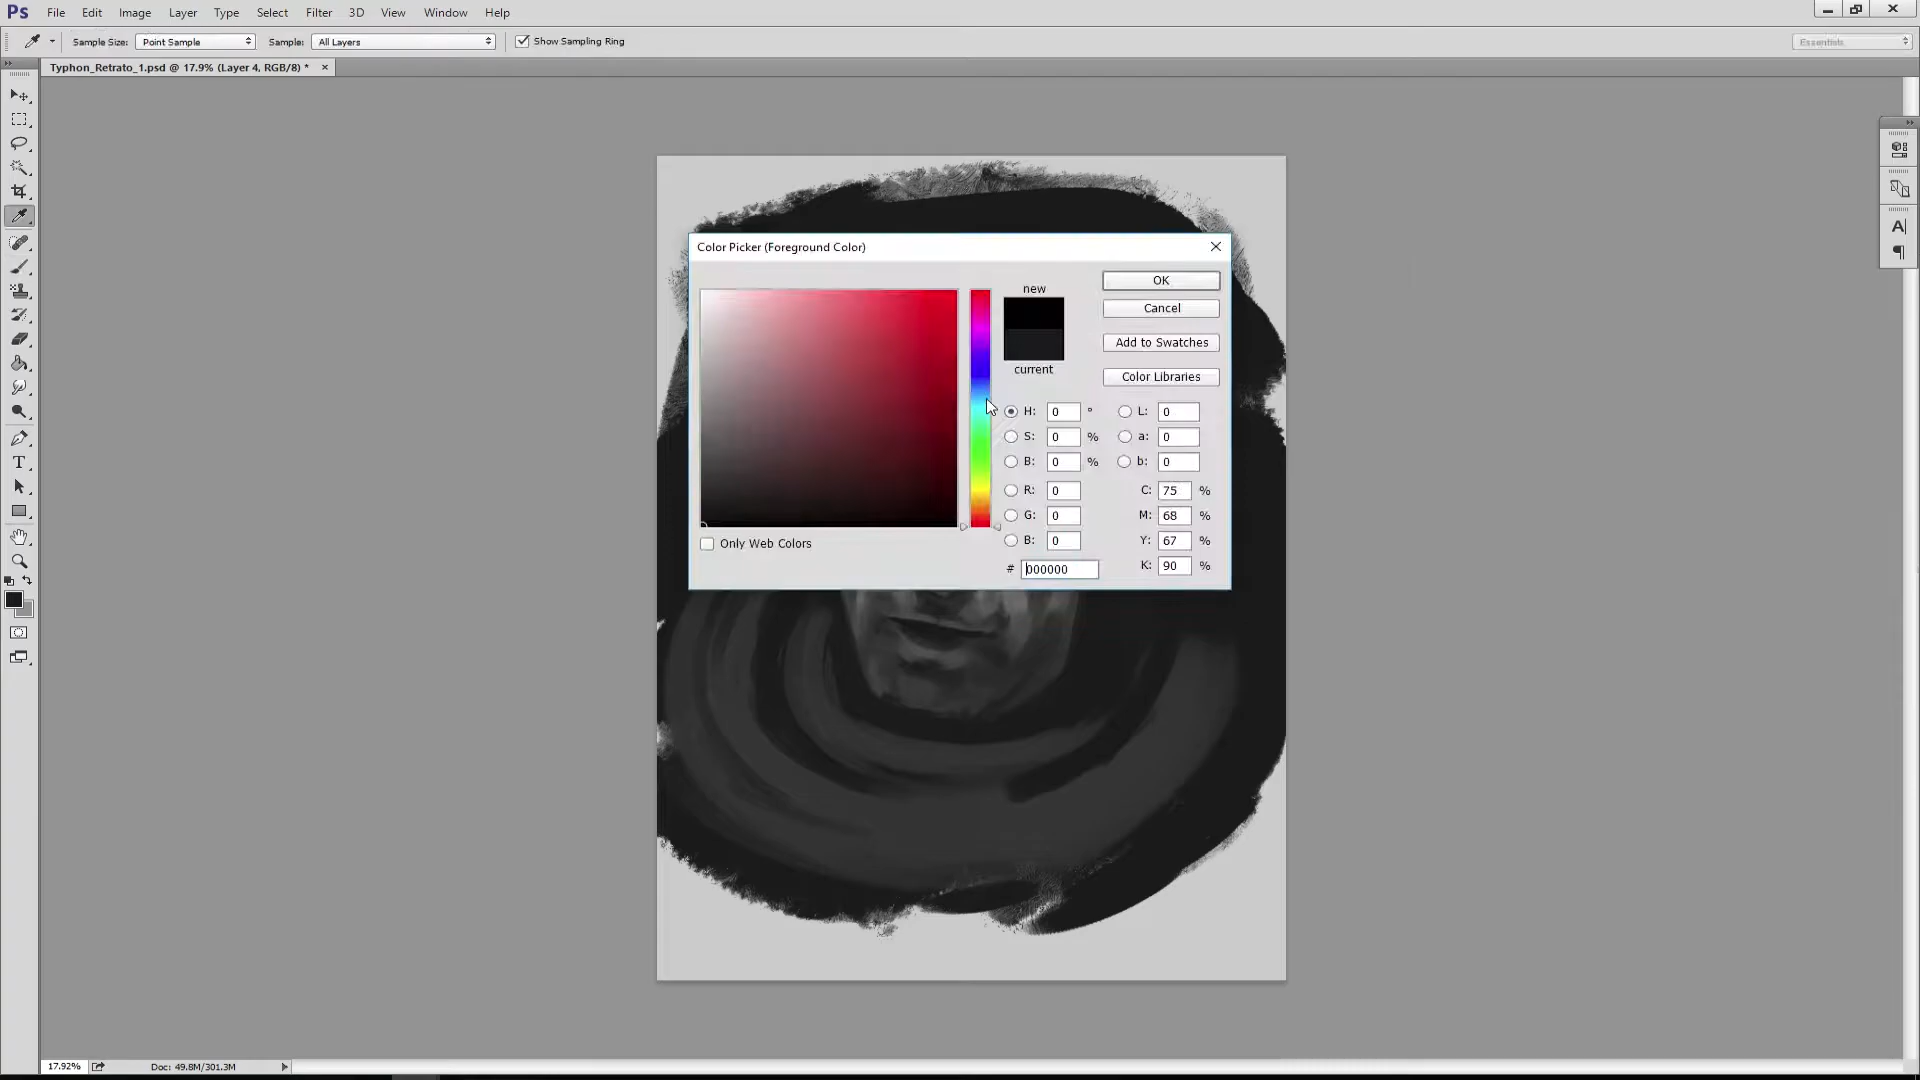 Ps File Edit Image Layer Type Select Filter 3D View Window Help
Sample Size: Point Sample Sample: All Layers Show Sampling Ring Essentials
Typhon_Retrato_1.psd @ 17.9% (Layer 4, RGB/8) * ×
Color Picker (Foreground Color)
new
current
OK
Cancel
Add to Swatches
Color Libraries
H: 0 ° L: 0
S: 0 % a: 0
B: 0 % b: 0
R: 0 C: 75 %
G: 0 M: 68 %
B: 0 Y: 67 %
# 000000 K: 90 %
Only Web Colors
T
A
¶
17.92% Doc: 49.8M/301.3M